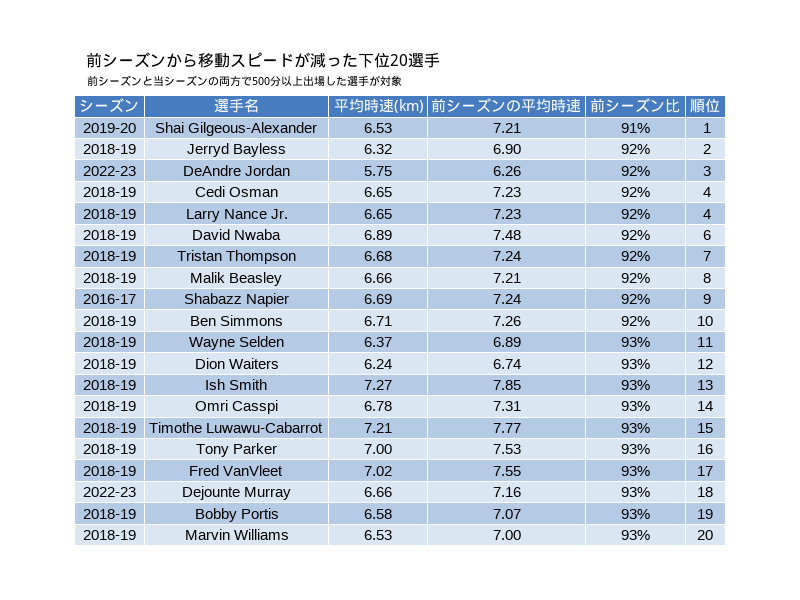 前シーズンから移動スピードが減った下位20選手
前シーズンと当シーズンの両方で500分以上出場した選手が対象
シーズン 選手名 平均時速(km) 前シーズンの平均時速 前シーズン比 順位
2019-20 Shai Gilgeous-Alexander 6.53 7.21 91% 1
2018-19 Jerryd Bayless 6.32 6.90 92% 2
2022-23 DeAndre Jordan 5.75 6.26 92% 3
2018-19 Cedi Osman 6.65 7.23 92% 4
2018-19 Larry Nance Jr. 6.65 7.23 92% 4
2018-19 David Nwaba 6.89 7.48 92% 6
2018-19 Tristan Thompson 6.68 7.24 92% 7
2018-19 Malik Beasley 6.66 7.21 92% 8
2016-17 Shabazz Napier 6.69 7.24 92% 9
2018-19 Ben Simmons 6.71 7.26 92% 10
2018-19 Wayne Selden 6.37 6.89 93% 11
2018-19 Dion Waiters 6.24 6.74 93% 12
2018-19 Ish Smith 7.27 7.85 93% 13
2018-19 Omri Casspi 6.78 7.31 93% 14
2018-19 Timothe Luwawu-Cabarrot 7.21 7.77 93% 15
2018-19 Tony Parker 7.00 7.53 93% 16
2018-19 Fred VanVleet 7.02 7.55 93% 17
2022-23 Dejounte Murray 6.66 7.16 93% 18
2018-19 Bobby Portis 6.58 7.07 93% 19
2018-19 Marvin Williams 6.53 7.00 93% 20